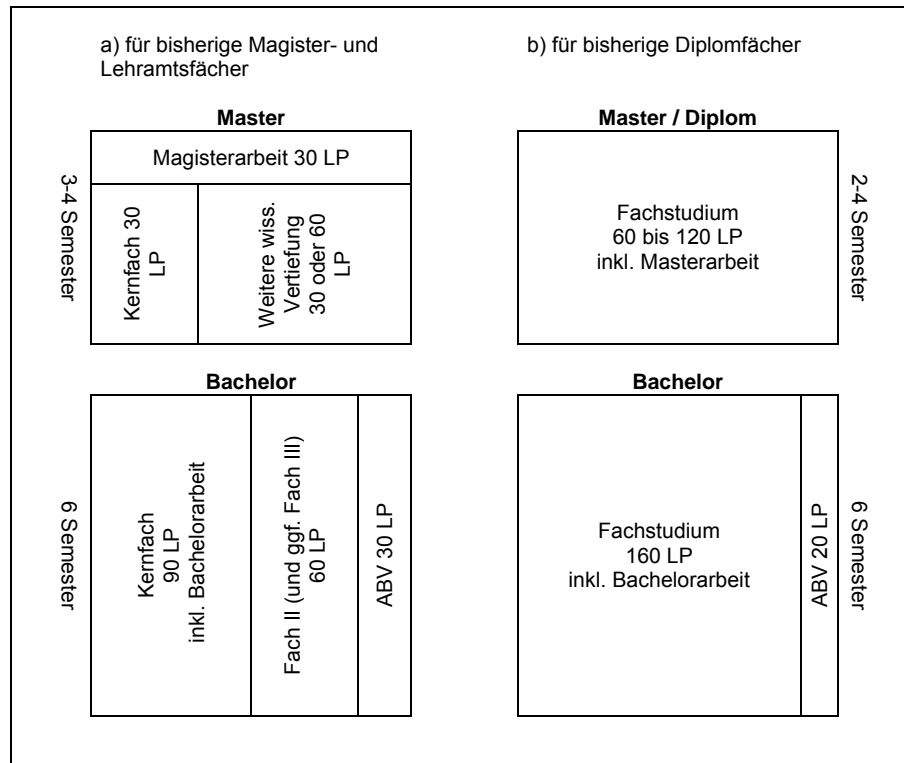 a) für bisherige Magister- und
Lehramtsfächer
Master
3-4 Semester
Magisterarbeit 30 LP
Kernfach 30
LP
Weitere wiss.
Vertiefung
30 oder 60
LP
Bachelor
6 Semester
Kernfach
90 LP
inkl. Bachelorarbeit
Fach II (und ggf. Fach III)
60 LP
ABV 30 LP
b) für bisherige Diplomfächer
Master / Diplom
Fachstudium
60 bis 120 LP
inkl. Masterarbeit
2-4 Semester
Bachelor
Fachstudium
160 LP
inkl. Bachelorarbeit
ABV 20 LP
6 Semester